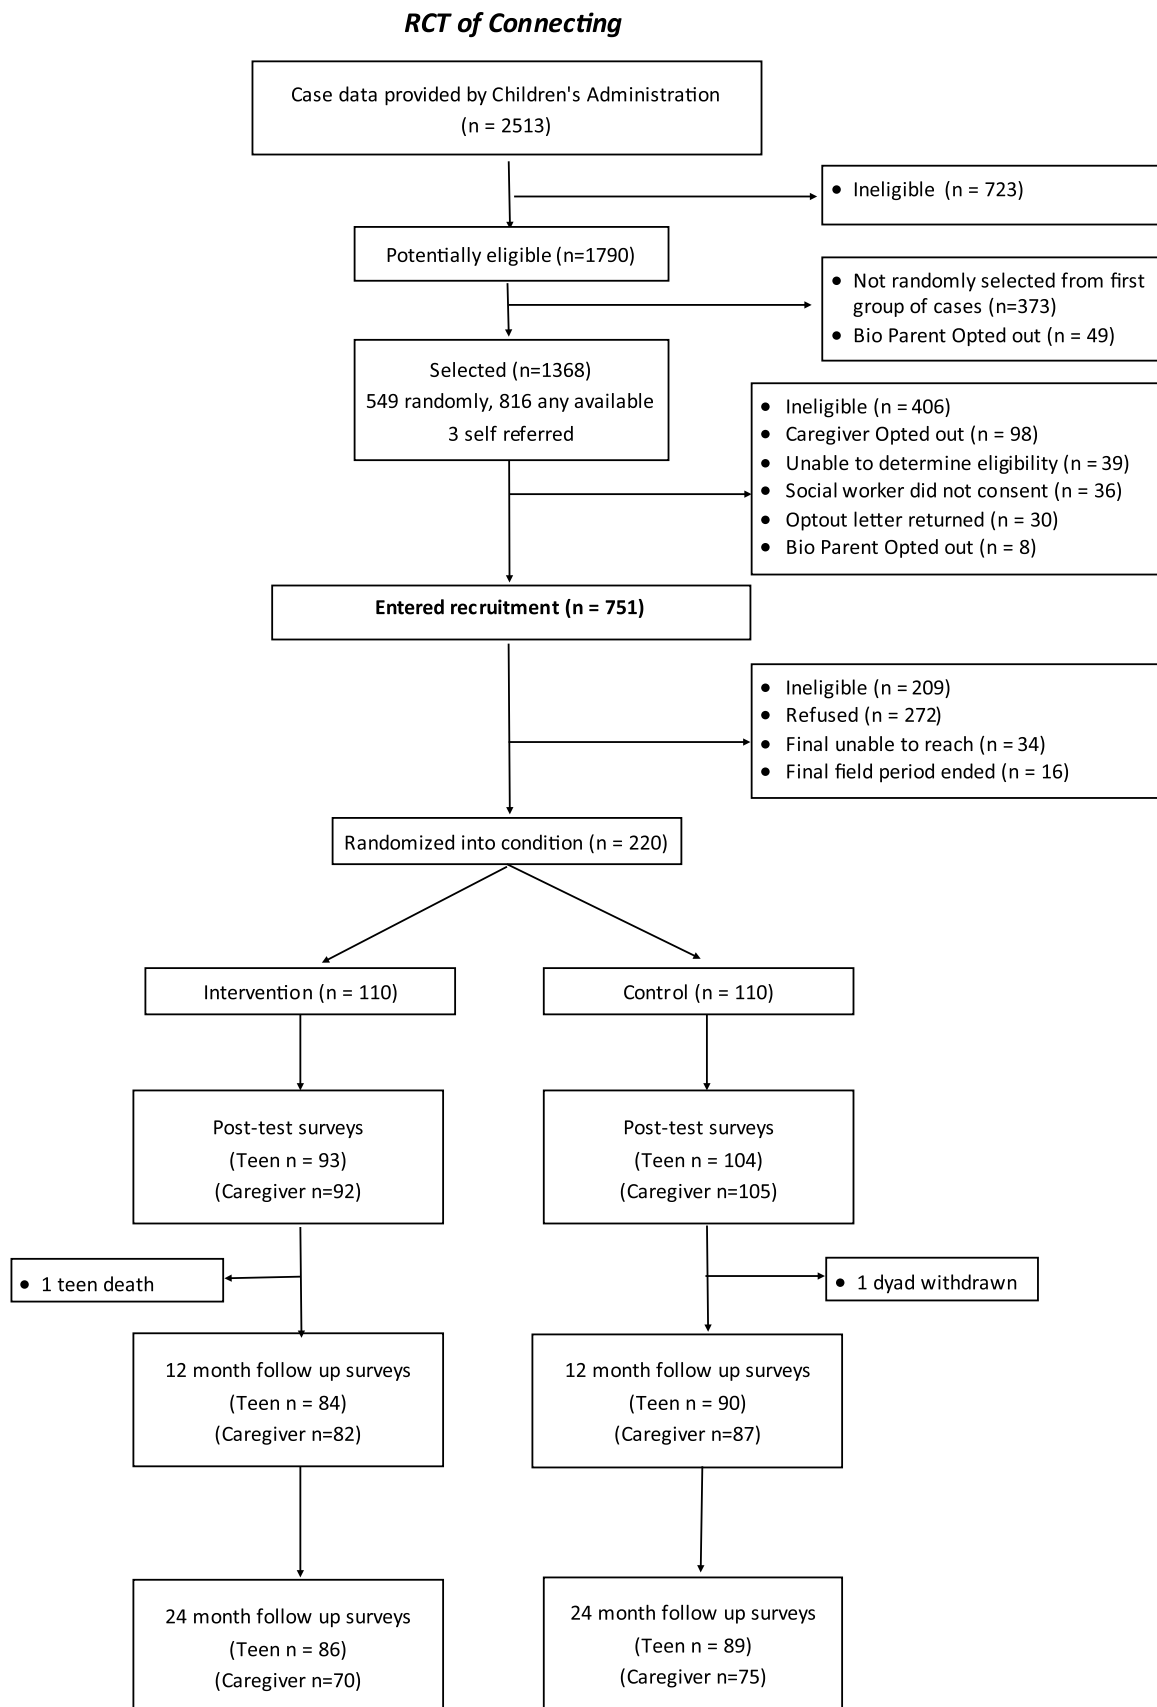 RCT of Connecting
Case data provided by Children's Administration
(n = 2513)
• Ineligible (n = 723)
Potentially eligible (n=1790)
• Not randomly selected from first
group of cases (n=373)
• Bio Parent Opted out (n = 49)
Selected (n=1368)
549 randomly, 816 any available
3 self referred
• Ineligible (n = 406)
• Caregiver Opted out (n = 98)
• Unable to determine eligibility (n = 39)
• Social worker did not consent (n = 36)
• Optout letter returned (n = 30)
• Bio Parent Opted out (n = 8)
Entered recruitment (n = 751)
• Ineligible (n = 209)
• Refused (n = 272)
• Final unable to reach (n = 34)
• Final field period ended (n = 16)
Randomized into condition (n = 220)
Intervention (n = 110)
Control (n = 110)
Post-test surveys
(Teen n = 93)
(Caregiver n=92)
Post-test surveys
(Teen n = 104)
(Caregiver n=105)
• 1 teen death
• 1 dyad withdrawn
12 month follow up surveys
(Teen n = 84)
(Caregiver n=82)
12 month follow up surveys
(Teen n = 90)
(Caregiver n=87)
24 month follow up surveys
(Teen n = 86)
(Caregiver n=70)
24 month follow up surveys
(Teen n = 89)
(Caregiver n=75)